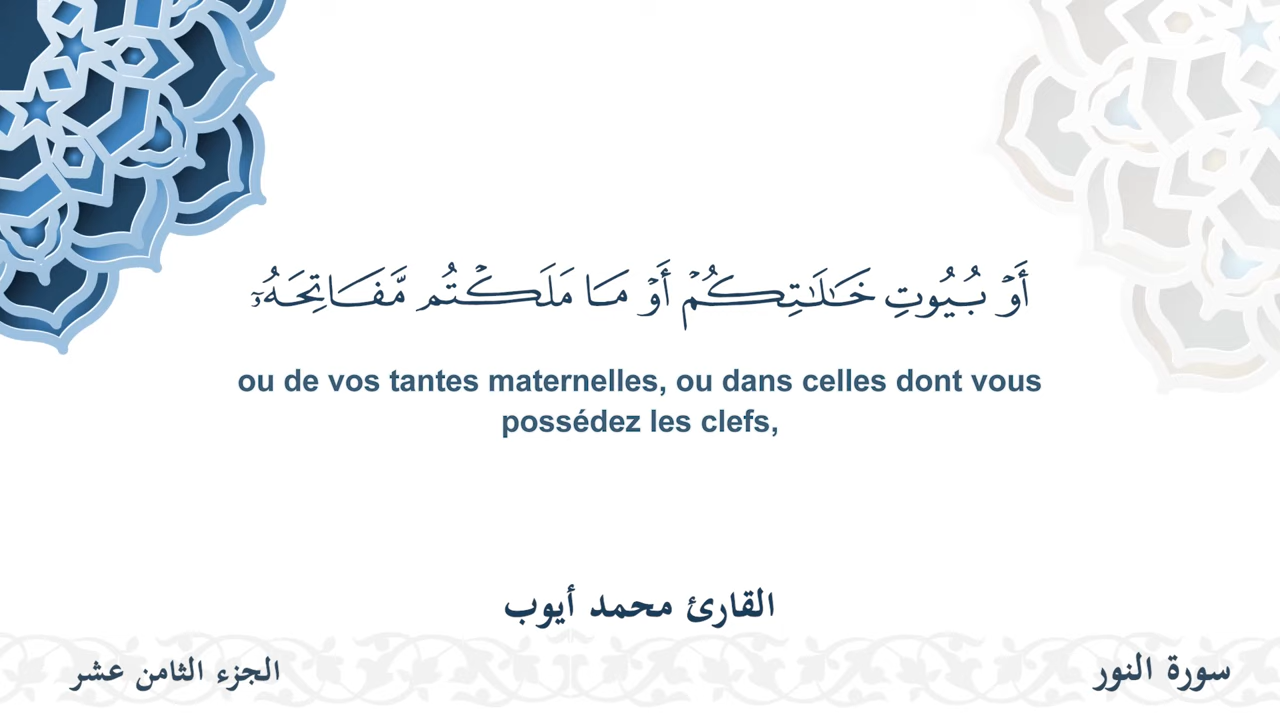 أَوۡ بُيُوتِ خَٰلَٰتِكُمۡ أَوۡ مَا مَلَكۡتُم مَّفَاتِحَهُۥٓ
ou de vos tantes maternelles, ou dans celles dont vous
possédez les clefs,
القارئ محمد أيوب
سورة النور
الجزء الثامن عشر